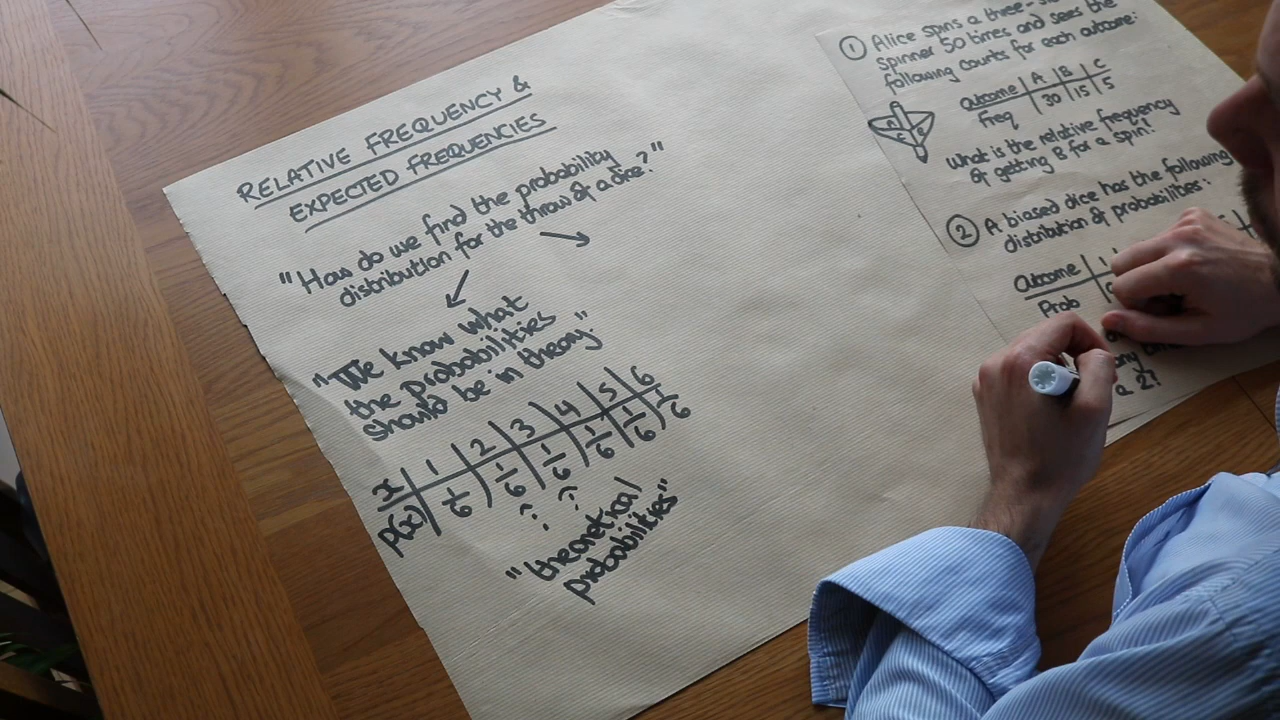 RELATIVE FREQUENCY &
EXPECTED FREQUENCIES
"How do we find the probability
distribution for the throw of a dice?"
"We know what
the probabilities
should be in theory."
x 1 2 3 4 5 6
P(x) 1/6 1/6 1/6 1/6 1/6 1/6
"theoretical
probabilities"
① Alice spins a three-
spinner 50 times and sees the
following counts for each outcome:
Outcome A B C
Freq 30 15 5
A B C
What is the relative frequency
of getting B for a spin?
② A biased dice has the following
distribution of probabilities:
Outcome 1
Prob
a 2?